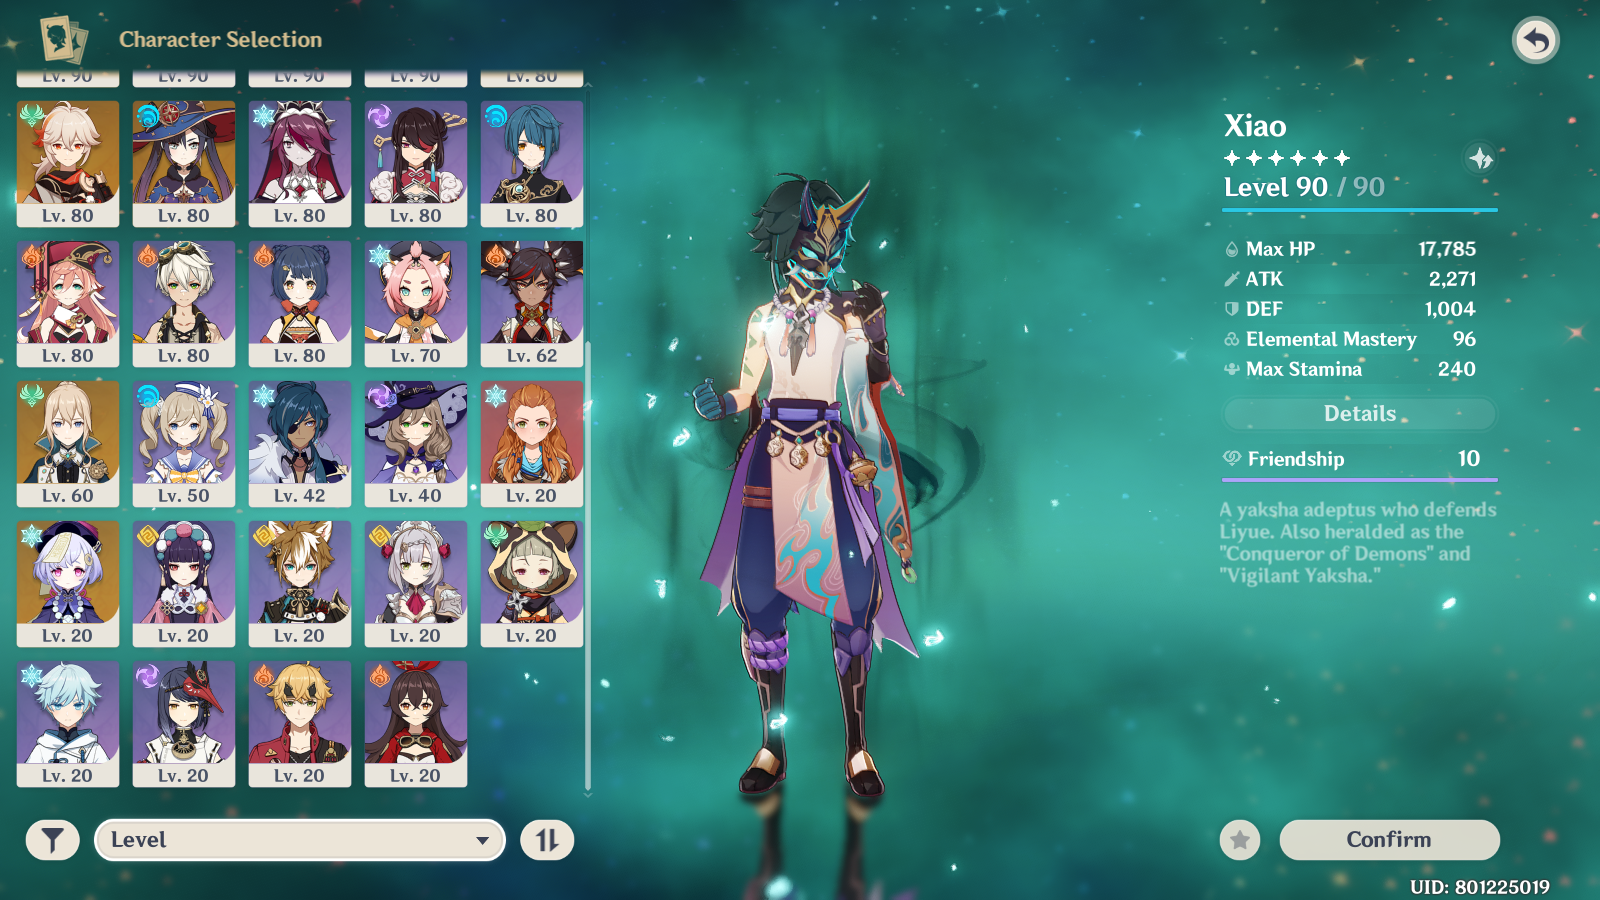 Character Selection
Lv. 90
Lv. 90
Lv. 90
Lv. 90
Lv. 80
Lv. 80
Lv. 80
Lv. 80
Lv. 80
Lv. 80
Lv. 80
Lv. 80
Lv. 80
Lv. 70
Lv. 62
Lv. 60
Lv. 50
Lv. 42
Lv. 40
Lv. 20
Lv. 20
Lv. 20
Lv. 20
Lv. 20
Lv. 20
Lv. 20
Lv. 20
Lv. 20
Lv. 20
Level
Xiao
Level 90 / 90
Max HP 17,785
ATK 2,271
DEF 1,004
Elemental Mastery 96
Max Stamina 240
Details
Friendship 10
A yaksha adeptus who defends
Liyue. Also heralded as the
"Conqueror of Demons" and
"Vigilant Yaksha."
Confirm
UID: 801225019